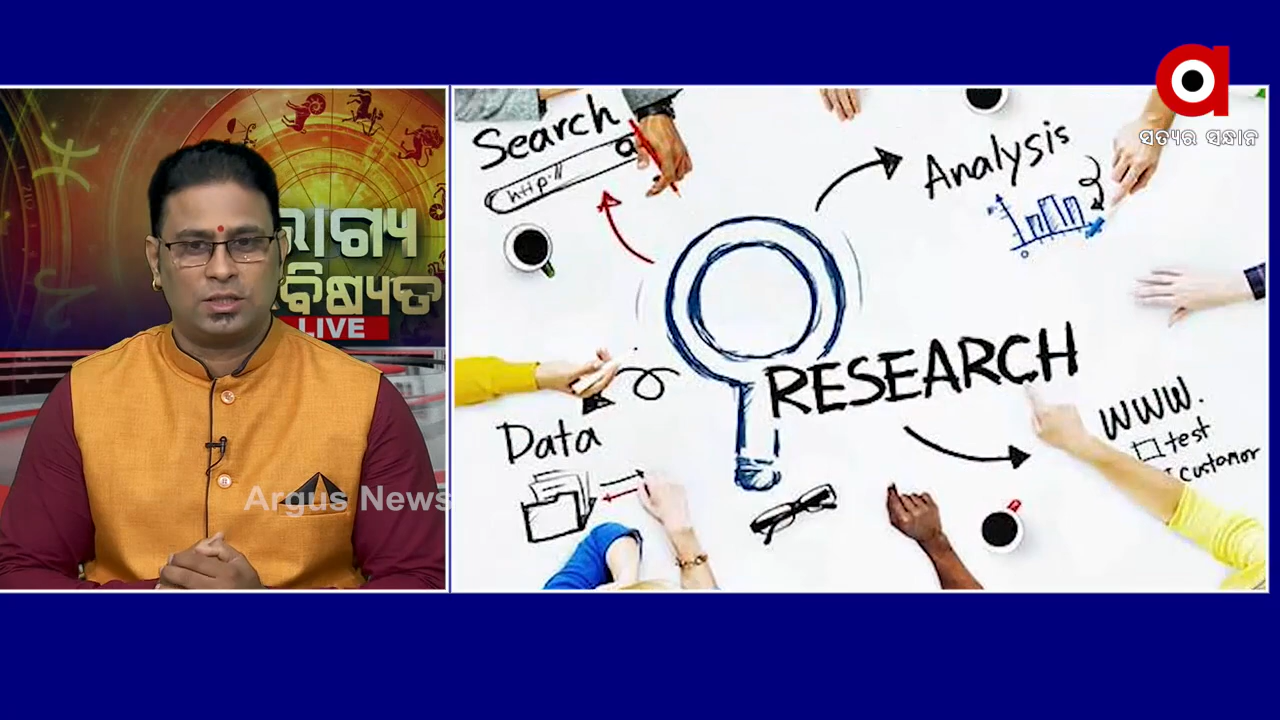 ସତ୍ୟର ସନ୍ଧାନ
ଭାଗ୍ୟ
ଭବିଷ୍ୟତ
LIVE
Argus News
Search
http://
Analysis
RESEARCH
Data
WWW.
test
customer